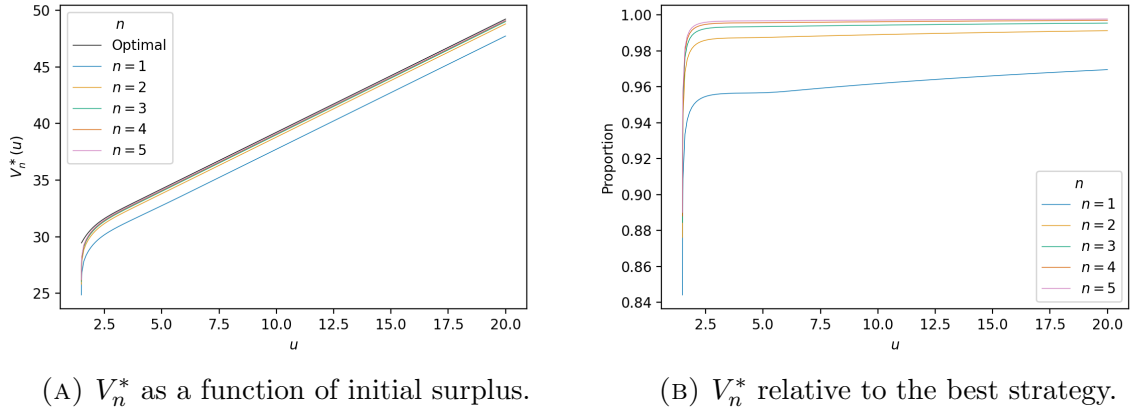 50
45
40
35
30
25
V*n(u)
n
Optimal
n = 1
n = 2
n = 3
n = 4
n = 5
2.5 5.0 7.5 10.0 12.5 15.0 17.5 20.0
u
(A) V*n as a function of initial surplus.
1.00
0.98
0.96
0.94
0.92
0.90
0.88
0.86
0.84
Proportion
n
n = 1
n = 2
n = 3
n = 4
n = 5
2.5 5.0 7.5 10.0 12.5 15.0 17.5 20.0
u
(B) V*n relative to the best strategy.